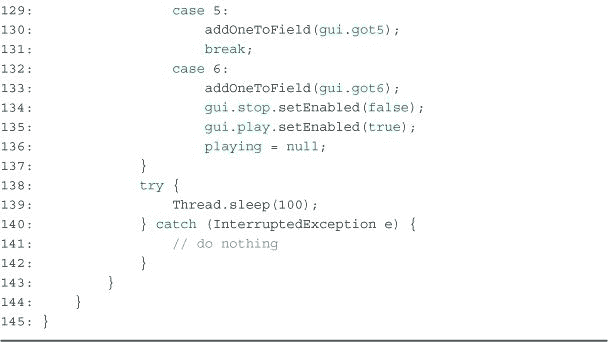 129:                 case 5:
130:                     addOneToField(gui.got5);
131:                     break;
132:                 case 6:
133:                     addOneToField(gui.got6);
134:                     gui.stop.setEnabled(false);
135:                     gui.play.setEnabled(true);
136:                     playing = null;
137:             }
138:             try {
139:                 Thread.sleep(100);
140:             } catch (InterruptedException e) {
141:                 // do nothing
142:             }
143:         }
144:     }
145: }